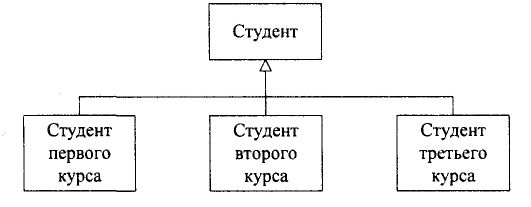 Студент
Студент
первого
курса
Студент
второго
курса
Студент
третьего
курса